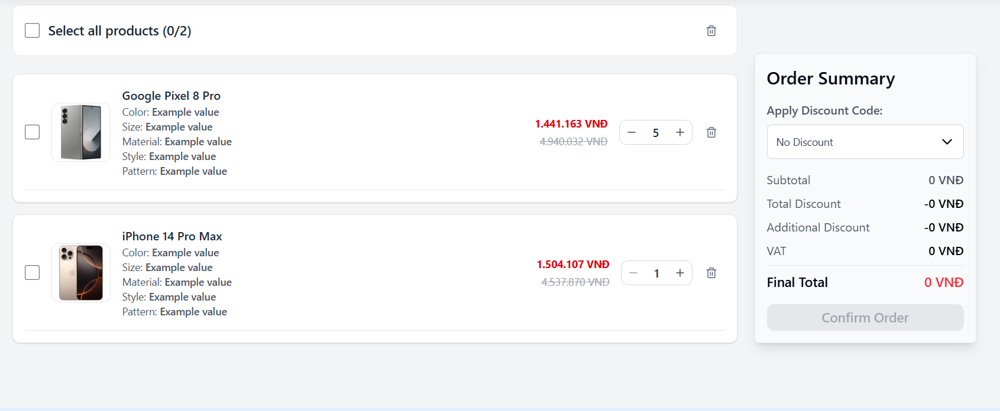 Select all products (0/2)
Google Pixel 8 Pro
Color: Example value
Size: Example value
Material: Example value
Style: Example value
Pattern: Example value
1.441.163 VNĐ
4.940.032 VNĐ
5
iPhone 14 Pro Max
Color: Example value
Size: Example value
Material: Example value
Style: Example value
Pattern: Example value
1.504.107 VNĐ
4.537.870 VNĐ
1
Order Summary
Apply Discount Code:
No Discount
Subtotal 0 VNĐ
Total Discount -0 VNĐ
Additional Discount -0 VNĐ
VAT 0 VNĐ
Final Total 0 VNĐ
Confirm Order